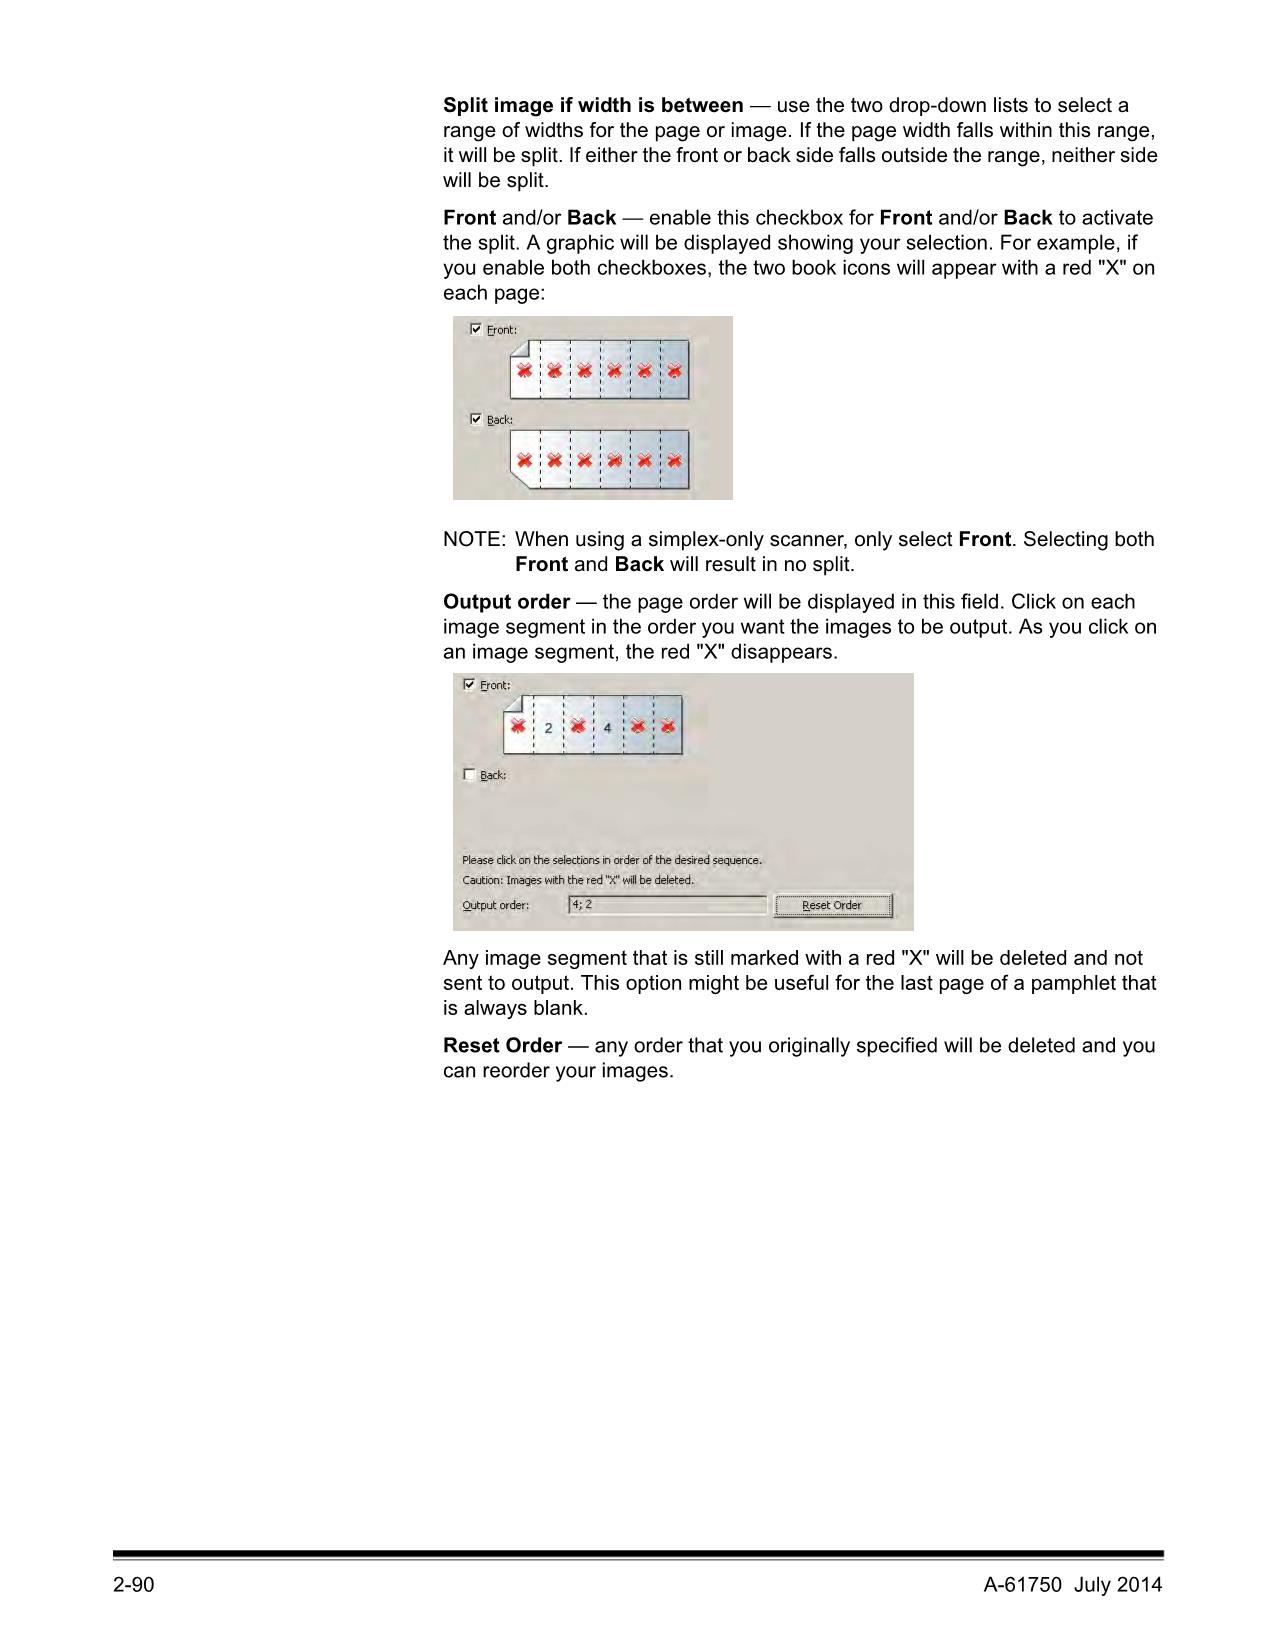 Split image if width is between — use the two drop-down lists to select a
range of widths for the page or image. If the page width falls within this range,
it will be split. If either the front or back side falls outside the range, neither side
will be split.
Front and/or Back — enable this checkbox for Front and/or Back to activate
the split. A graphic will be displayed showing your selection. For example, if
you enable both checkboxes, the two book icons will appear with a red "X" on
each page:
Front:
Back:
NOTE: When using a simplex-only scanner, only select Front. Selecting both
Front and Back will result in no split.
Output order — the page order will be displayed in this field. Click on each
image segment in the order you want the images to be output. As you click on
an image segment, the red "X" disappears.
Front:
2 4
Back:
Please click on the selections in order of the desired sequence.
Caution: Images with the red "X" will be deleted.
Output order: 4; 2 Reset Order
Any image segment that is still marked with a red "X" will be deleted and not
sent to output. This option might be useful for the last page of a pamphlet that
is always blank.
Reset Order — any order that you originally specified will be deleted and you
can reorder your images.
2-90 A-61750 July 2014